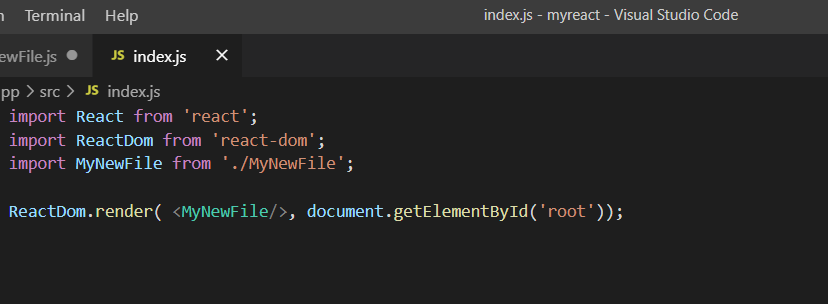 Terminal Help index.js - myreact - Visual Studio Code
ewFile.js JS index.js
pp > src > JS index.js
import React from 'react';
import ReactDom from 'react-dom';
import MyNewFile from './MyNewFile';
ReactDom.render( <MyNewFile/>, document.getElementById('root'));